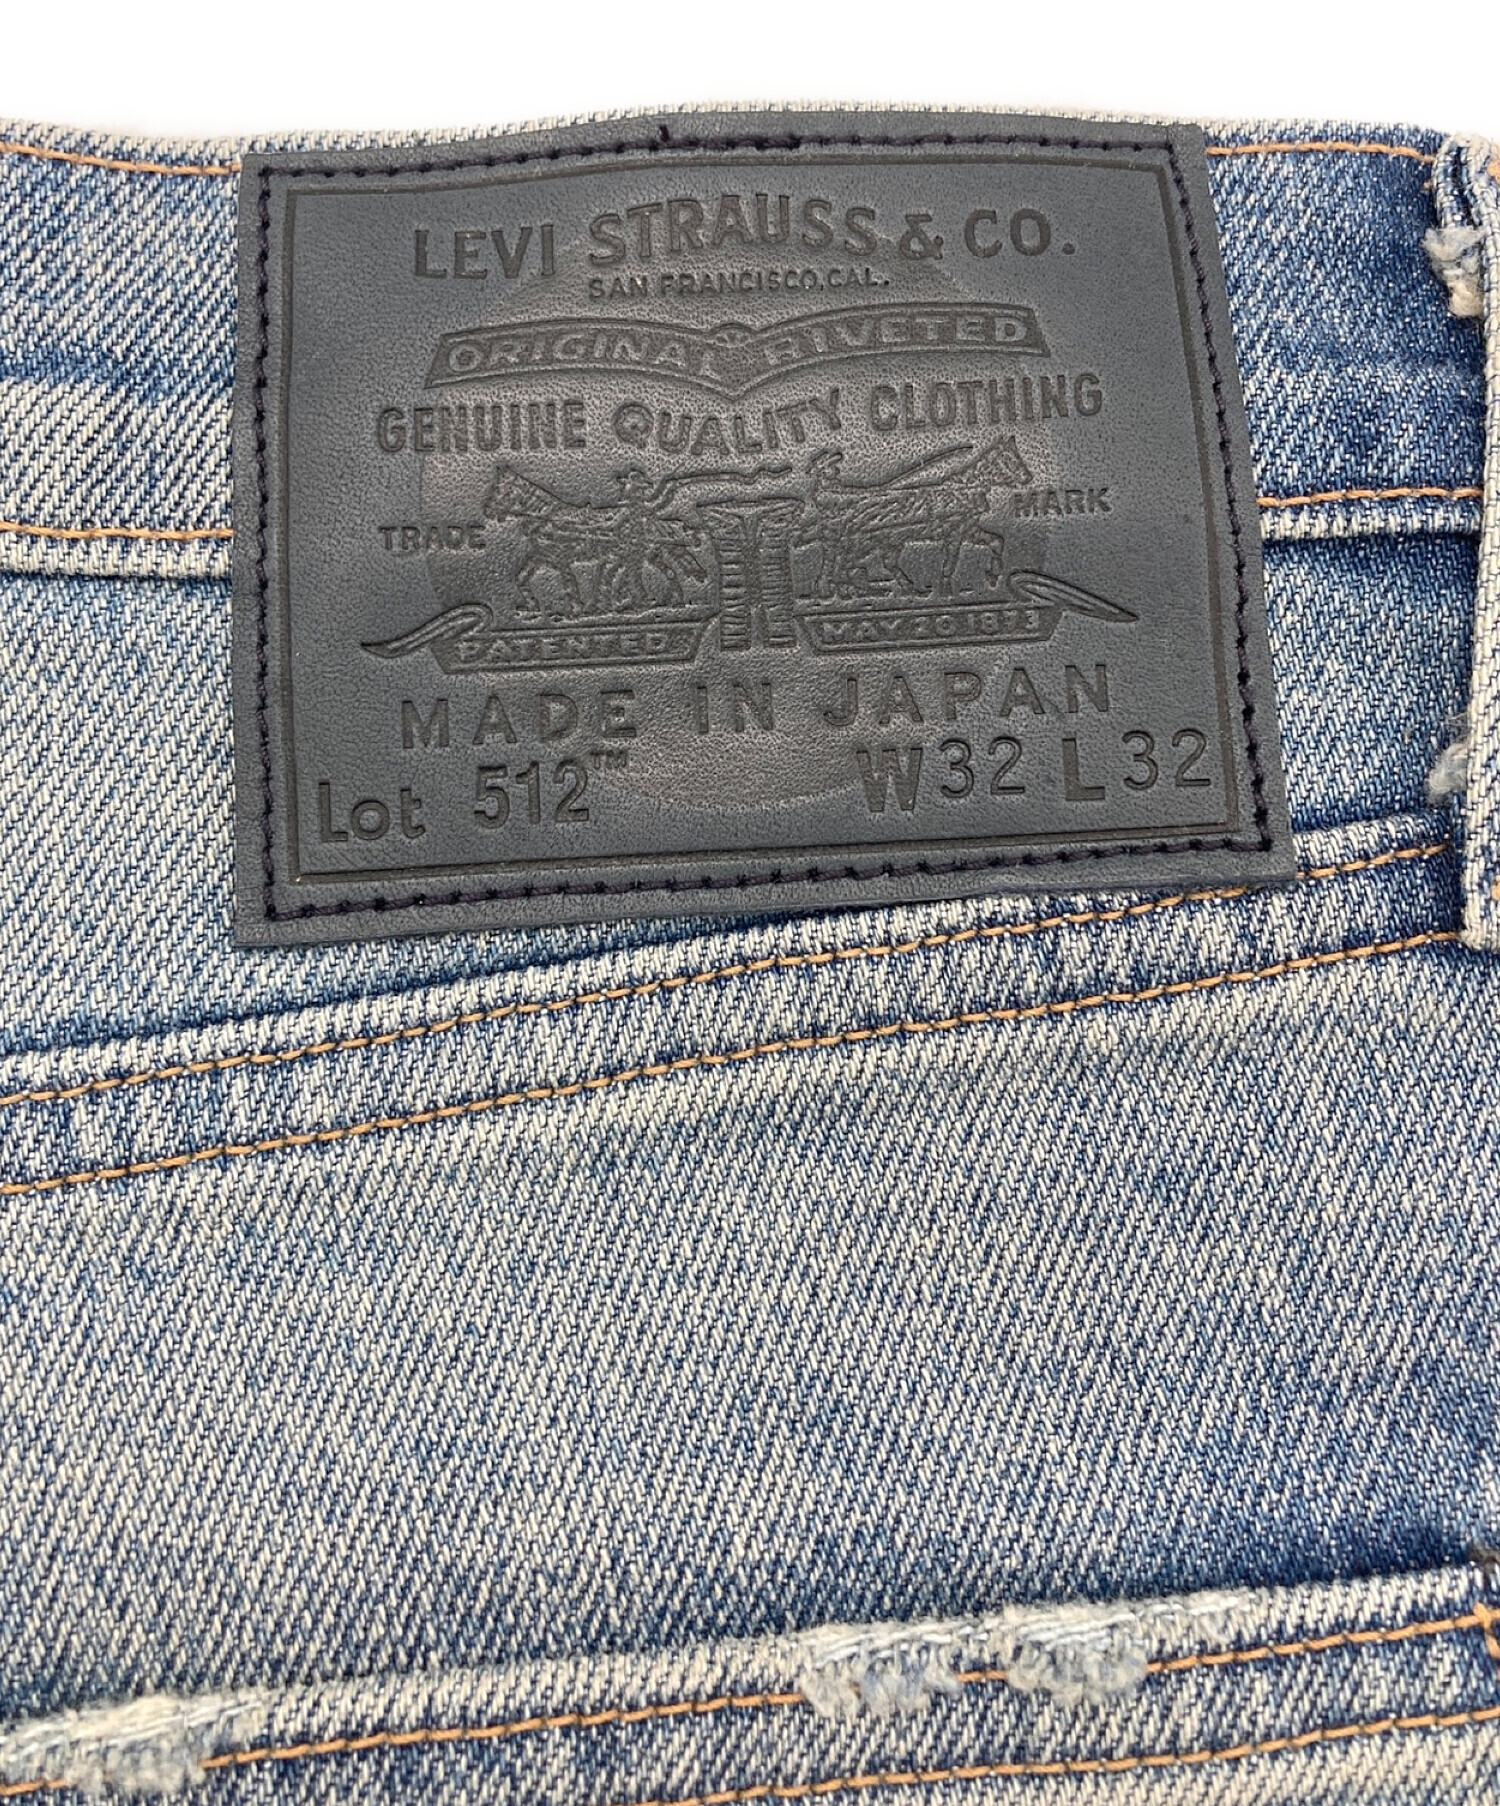 LEVI STRAUSS & CO.
SAN FRANCISCO, CAL.
ORIGINAL RIVETED
GENUINE QUALITY CLOTHING
TRADE MARK
PATENTED MAY 20 1873
MADE IN JAPAN
Lot 512™ W32 L32